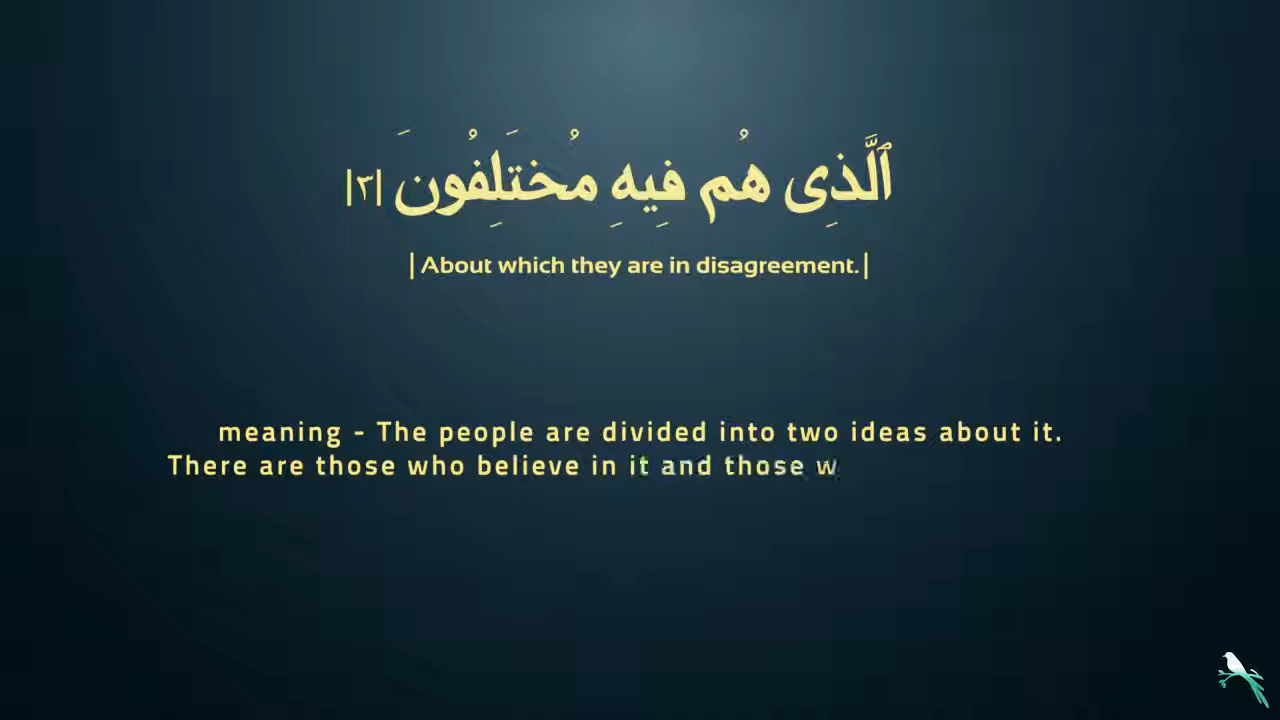 ٱلَّذِى هُم فِيهِ مُختَلِفُونَ |٣|
|About which they are in disagreement.|
meaning - The people are divided into two ideas about it.
There are those who believe in it and those w